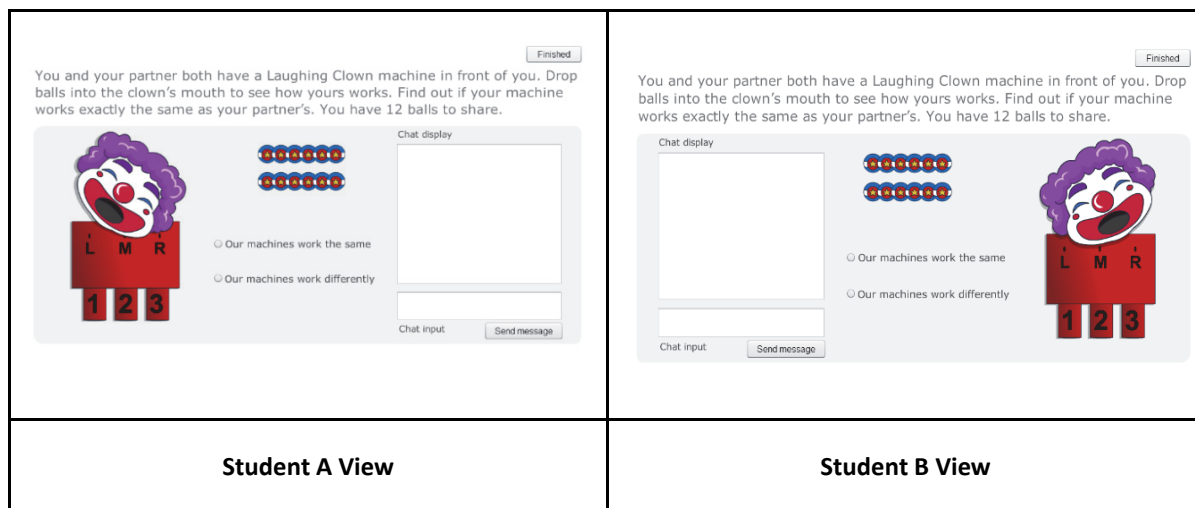 Finished
You and your partner both have a Laughing Clown machine in front of you. Drop
balls into the clown's mouth to see how yours works. Find out if your machine
works exactly the same as your partner's. You have 12 balls to share.
Chat display
L M R
Our machines work the same
Our machines work differently
1 2 3
Chat input
Send message
Student A View
Finished
You and your partner both have a Laughing Clown machine in front of you. Drop
balls into the clown's mouth to see how yours works. Find out if your machine
works exactly the same as your partner's. You have 12 balls to share.
Chat display
L M R
Our machines work the same
Our machines work differently
1 2 3
Chat input
Send message
Student B View